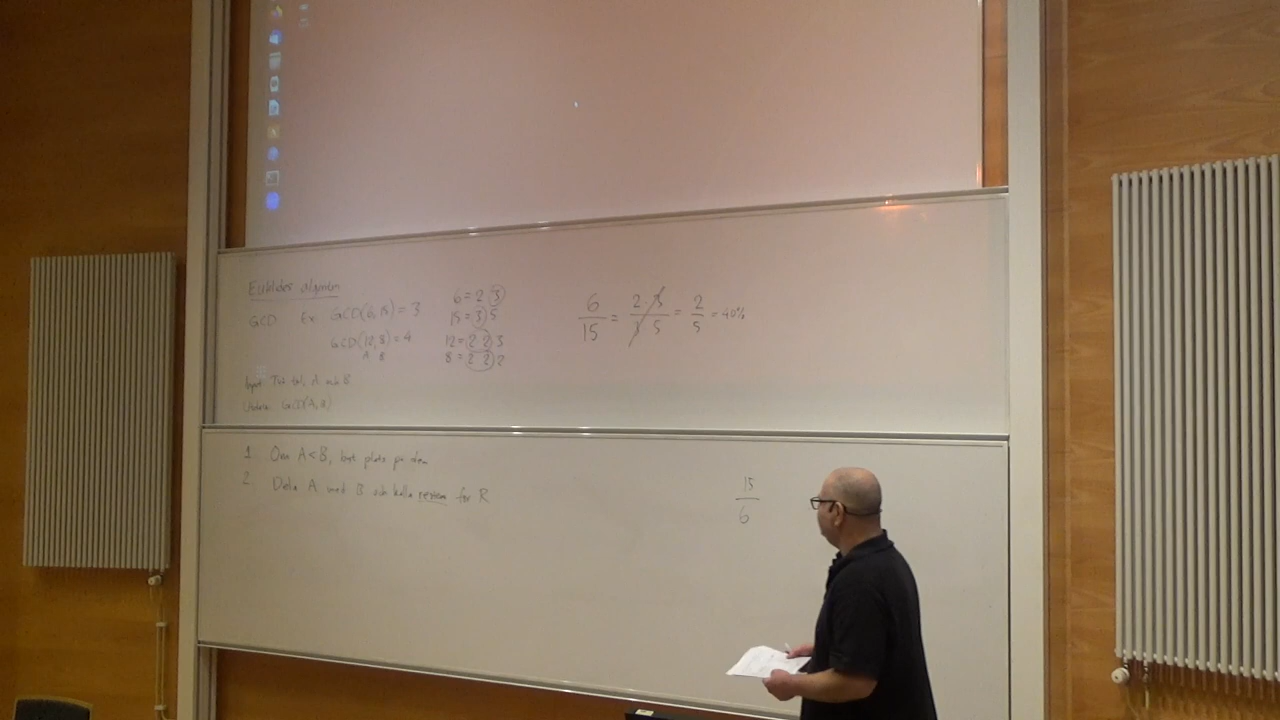 Euklides algoritm
GCD Ex: GCD(6,15) = 3
GCD(12,8) = 4
A B
6 = 2 3
15 = 3 5
12 = 2 2 3
8 = 2 2 2
6/15 = 2·3/3·5 = 2/5 = 40%
Input: Två tal, A och B
Utdata: GCD(A,B)
1. Om A<B, byt plats på dem
2. Dela A med B och kalla resten för R
15/6